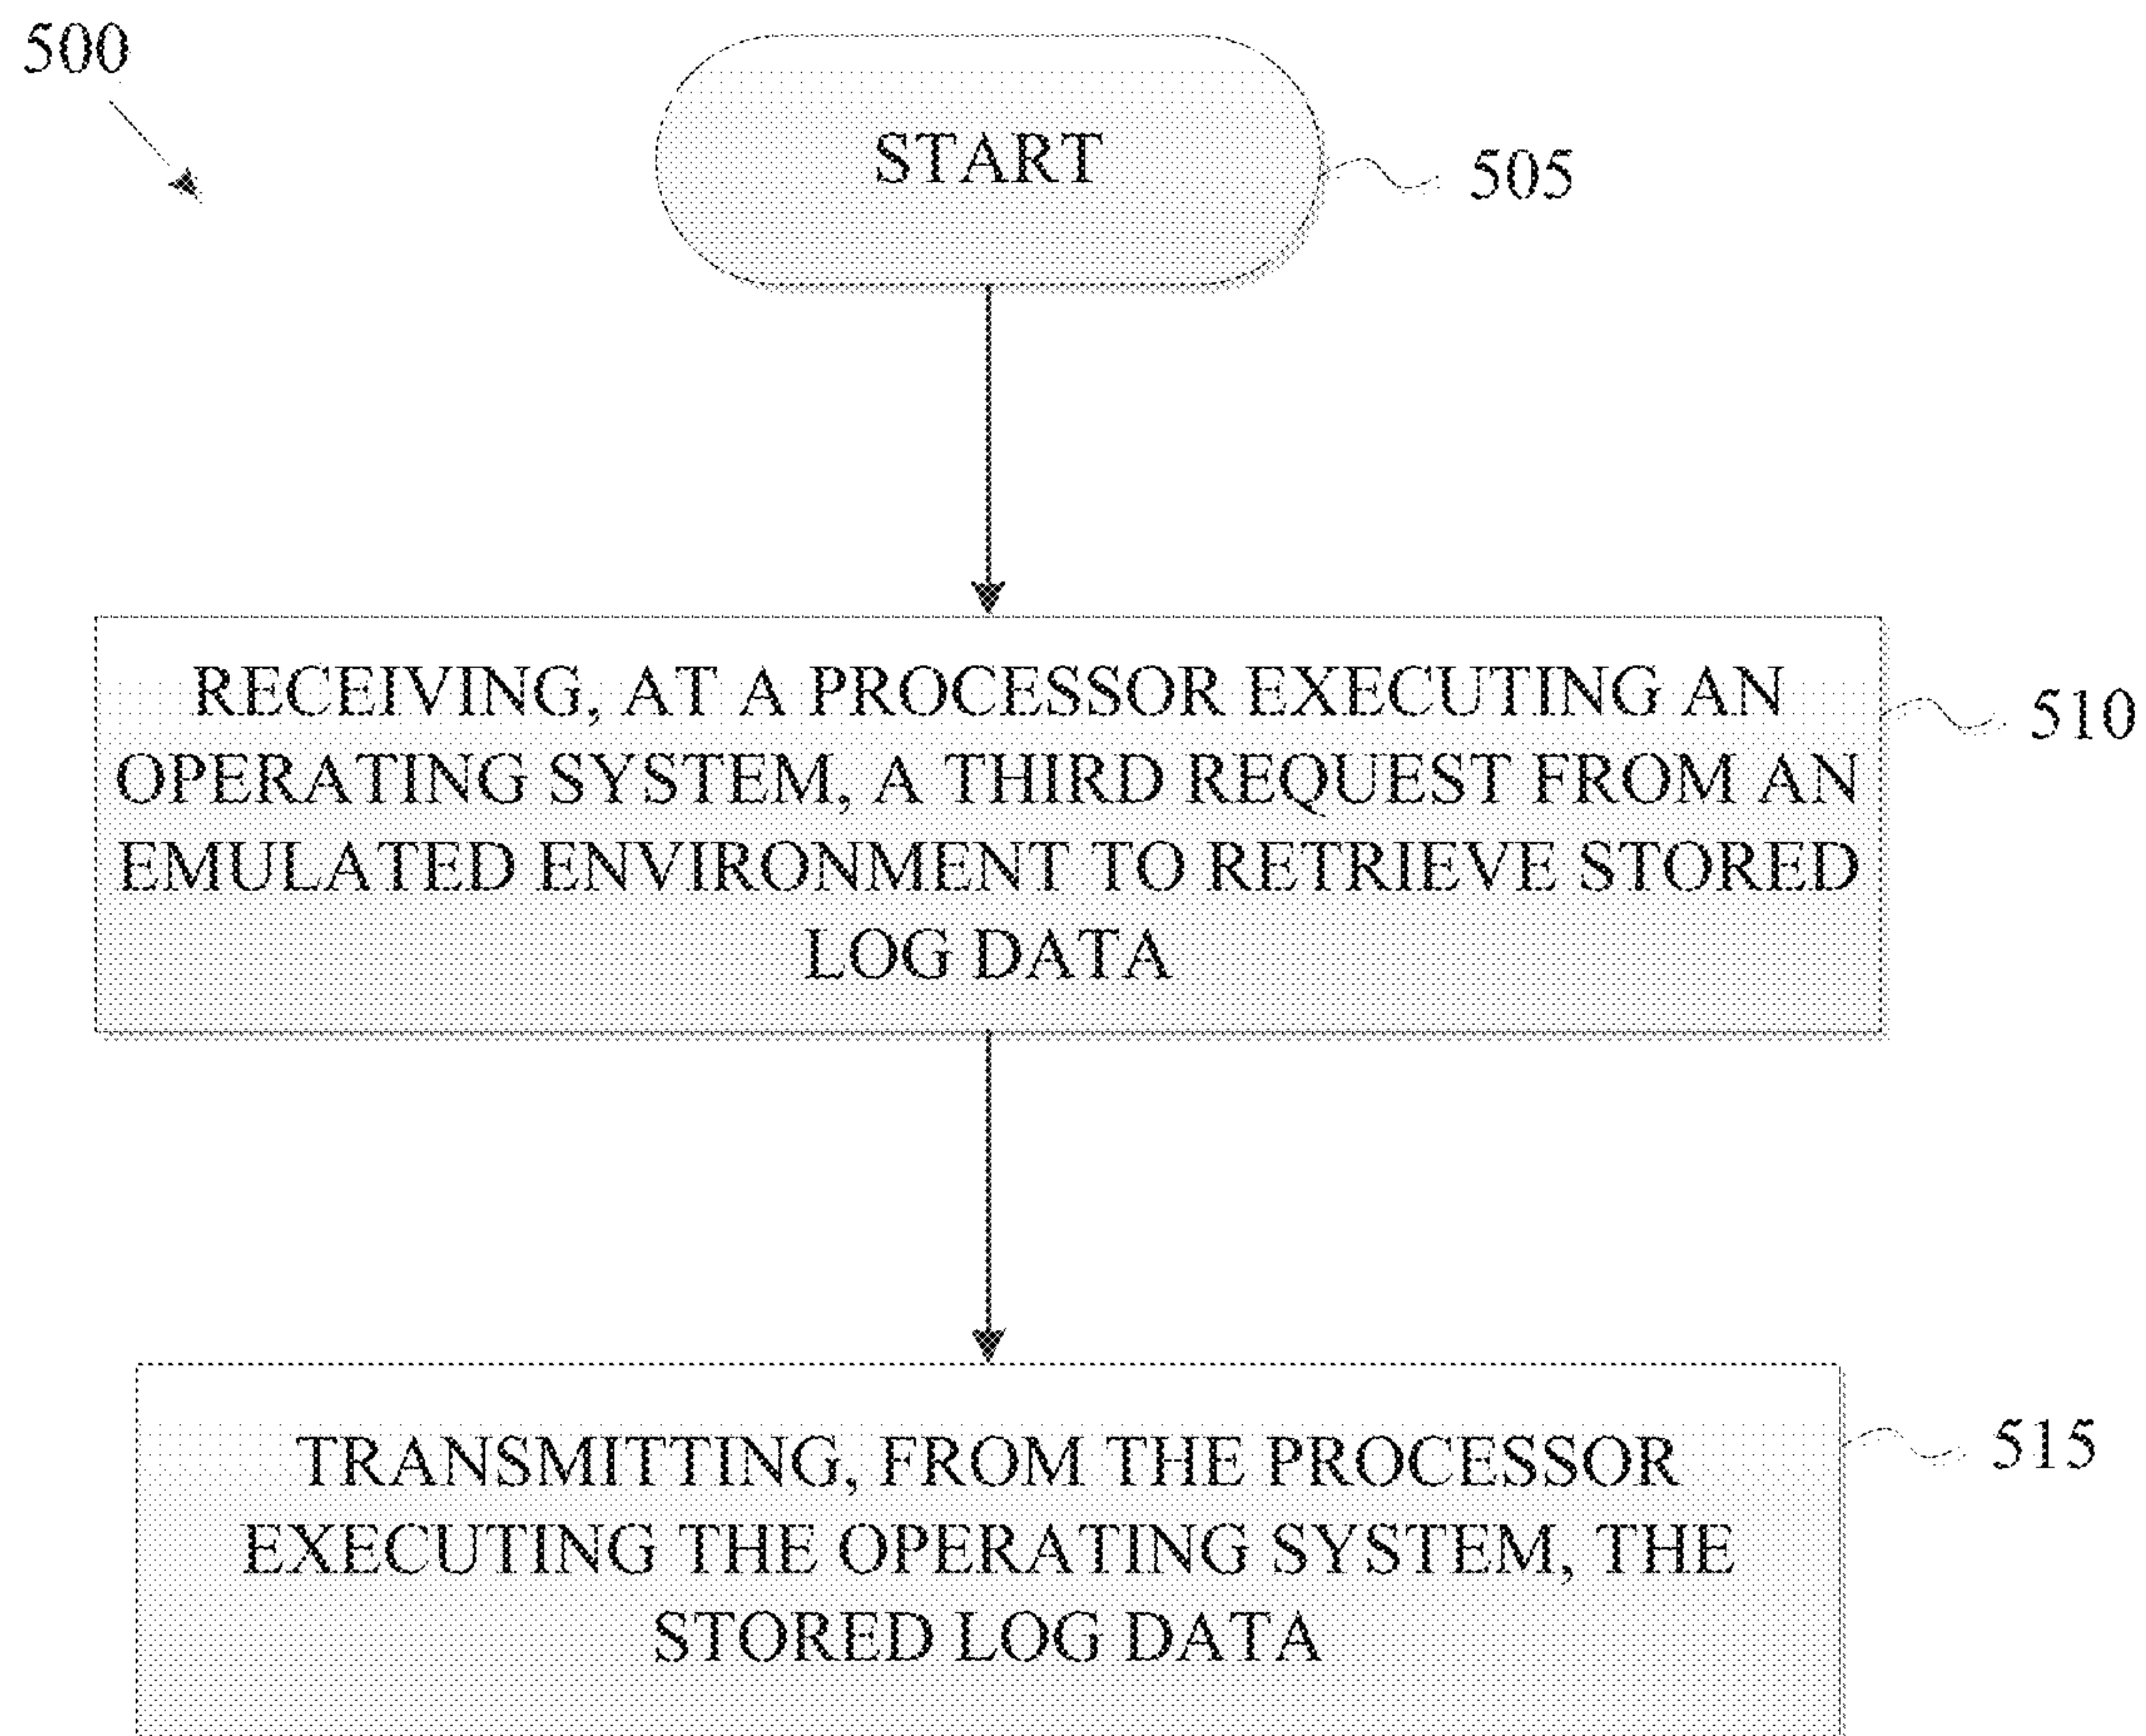 500
START
505
RECEIVING, AT A PROCESSOR EXECUTING AN
OPERATING SYSTEM, A THIRD REQUEST FROM AN
EMULATED ENVIRONMENT TO RETRIEVE STORED
LOG DATA
510
TRANSMITTING, FROM THE PROCESSOR
EXECUTING THE OPERATING SYSTEM, THE
STORED LOG DATA
515